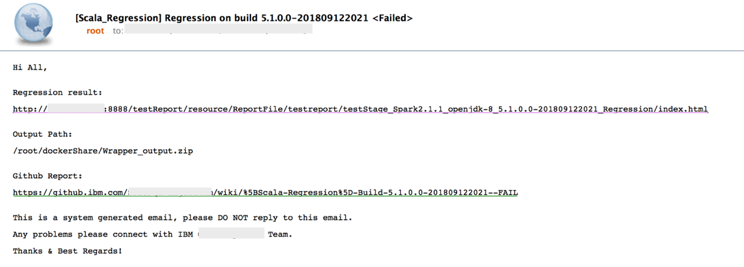 [Scala_Regression] Regression on build 5.1.0.0-201809122021 <Failed>
root to:
Hi All,
Regression result:
http:// :8888/testReport/resource/ReportFile/testreport/testStage_Spark2.1.1_openjdk-8_5.1.0.0-201809122021_Regression/index.html
Output Path:
/root/dockerShare/Wrapper_output.zip
Github Report:
https://github.ibm.com/ /wiki/%5BScala-Regression%5D-Build-5.1.0.0-201809122021--FAIL
This is a system generated email, please DO NOT reply to this email.
Any problems please connect with IBM Team.
Thanks & Best Regards!